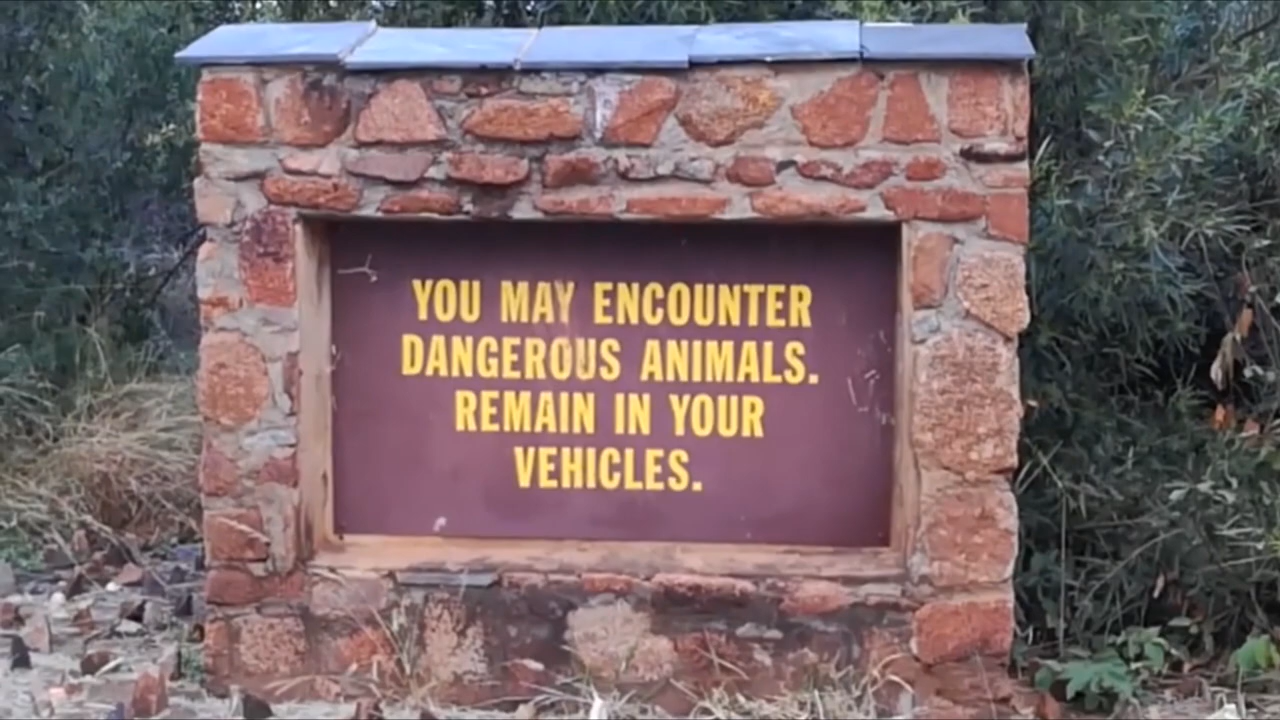 YOU MAY ENCOUNTER
DANGEROUS ANIMALS.
REMAIN IN YOUR
VEHICLES.